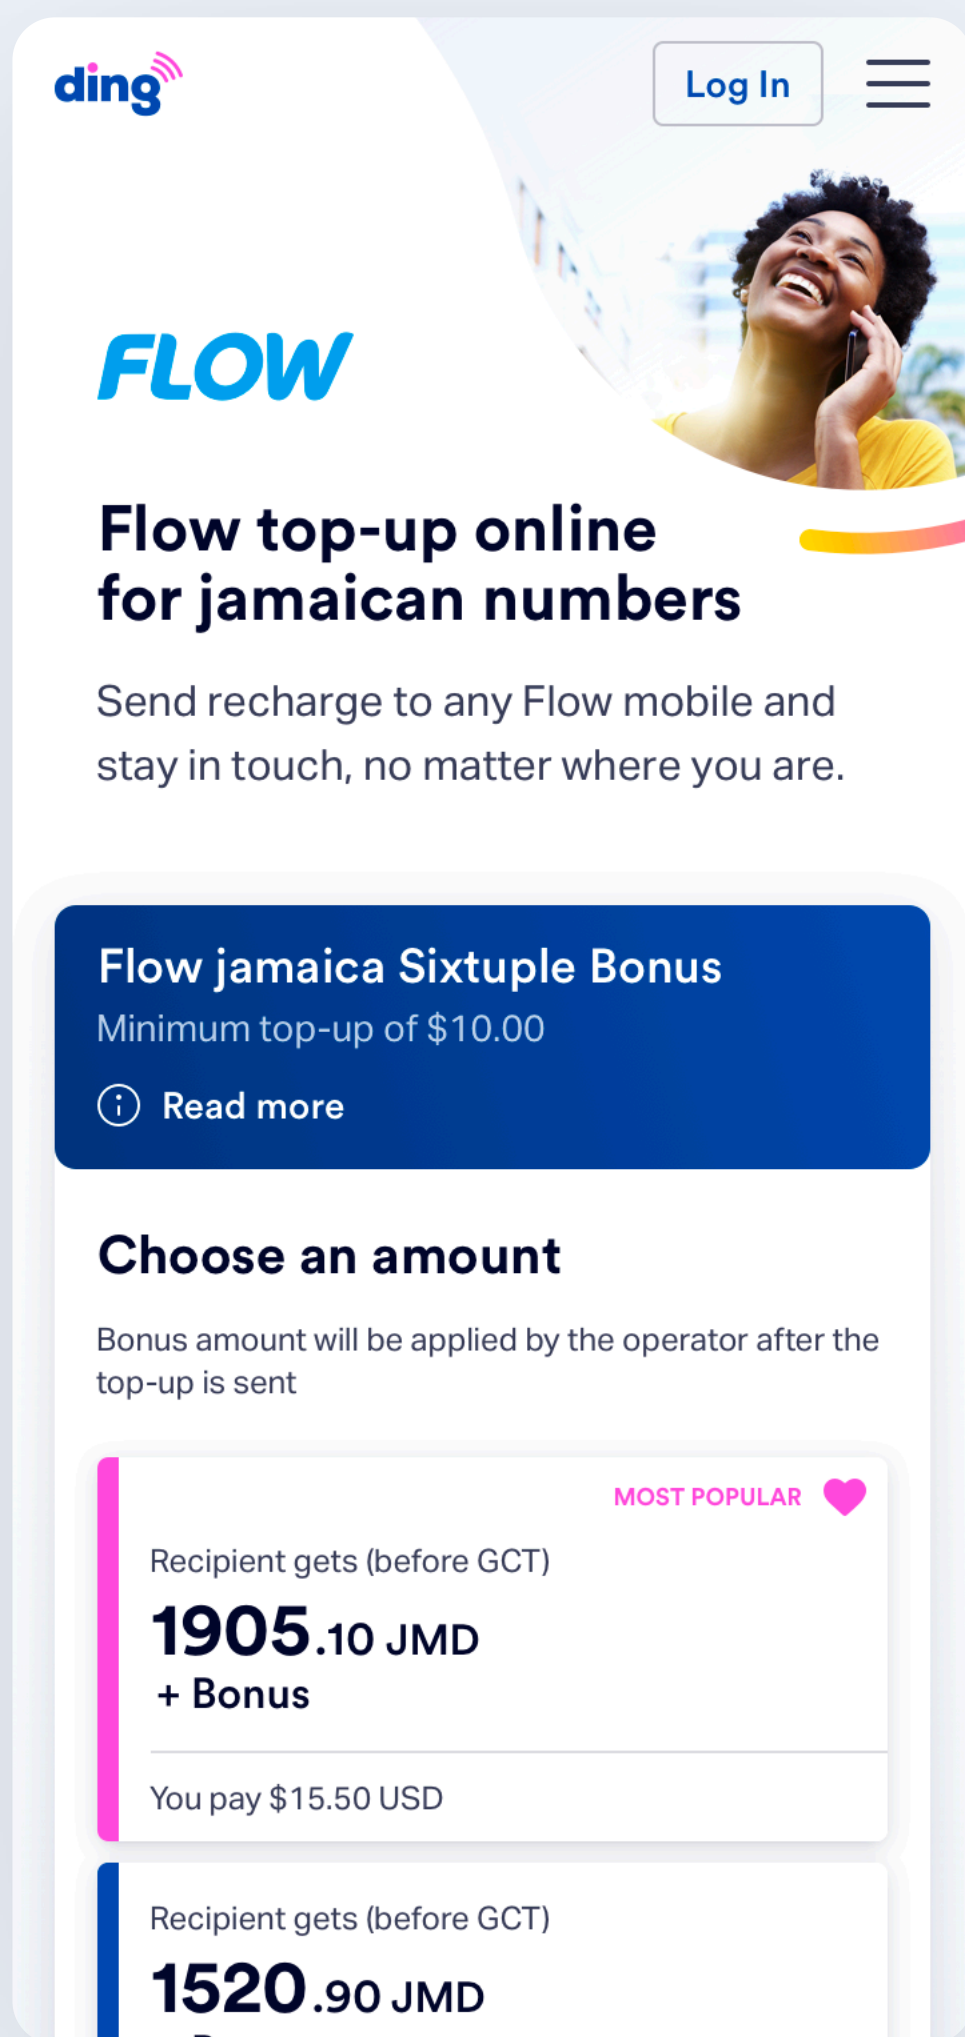 ding
Log In
FLOW
Flow top-up online
for jamaican numbers
Send recharge to any Flow mobile and
stay in touch, no matter where you are.
Flow jamaica Sixtuple Bonus
Minimum top-up of $10.00
Read more
Choose an amount
Bonus amount will be applied by the operator after the
top-up is sent
MOST POPULAR
Recipient gets (before GCT)
1905.10 JMD
+ Bonus
You pay $15.50 USD
Recipient gets (before GCT)
1520.90 JMD